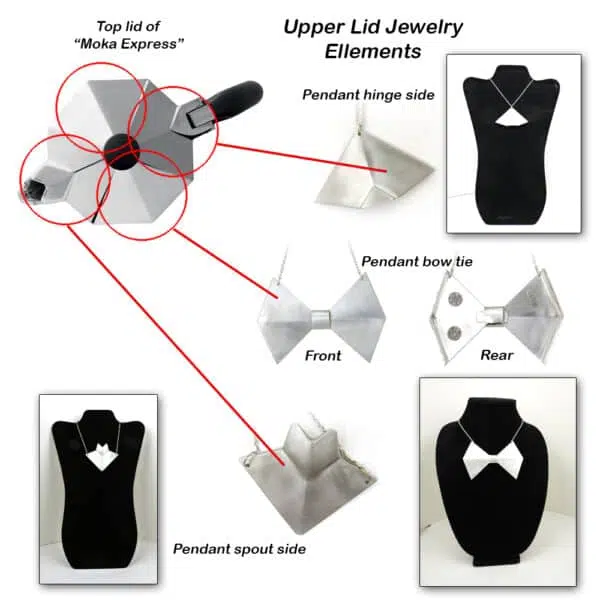 Top lid of
“Moka Express”
Upper Lid Jewelry
Ellements
Pendant hinge side
Pendant bow tie
Front
Rear
Pendant spout side